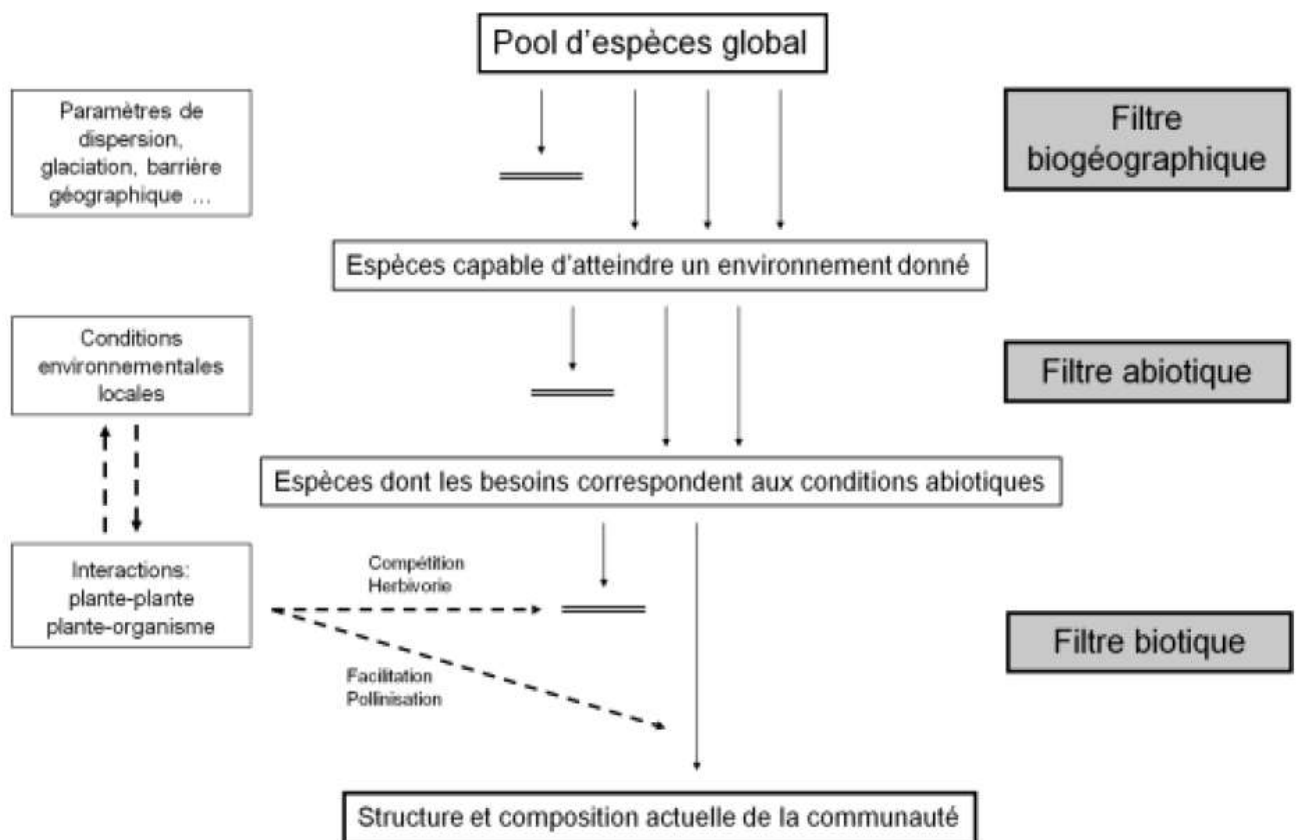 Pool d'espèces global
Paramètres de
dispersion,
glaciation, barrière
géographique ...
Filtre
biogéographique
Espèces capable d'atteindre un environnement donné
Conditions
environnementales
locales
Filtre abiotique
Espèces dont les besoins correspondent aux conditions abiotiques
Interactions:
plante-plante
plante-organisme
Compétition
Herbivorie
Filtre biotique
Facilitation
Pollinisation
Structure et composition actuelle de la communauté